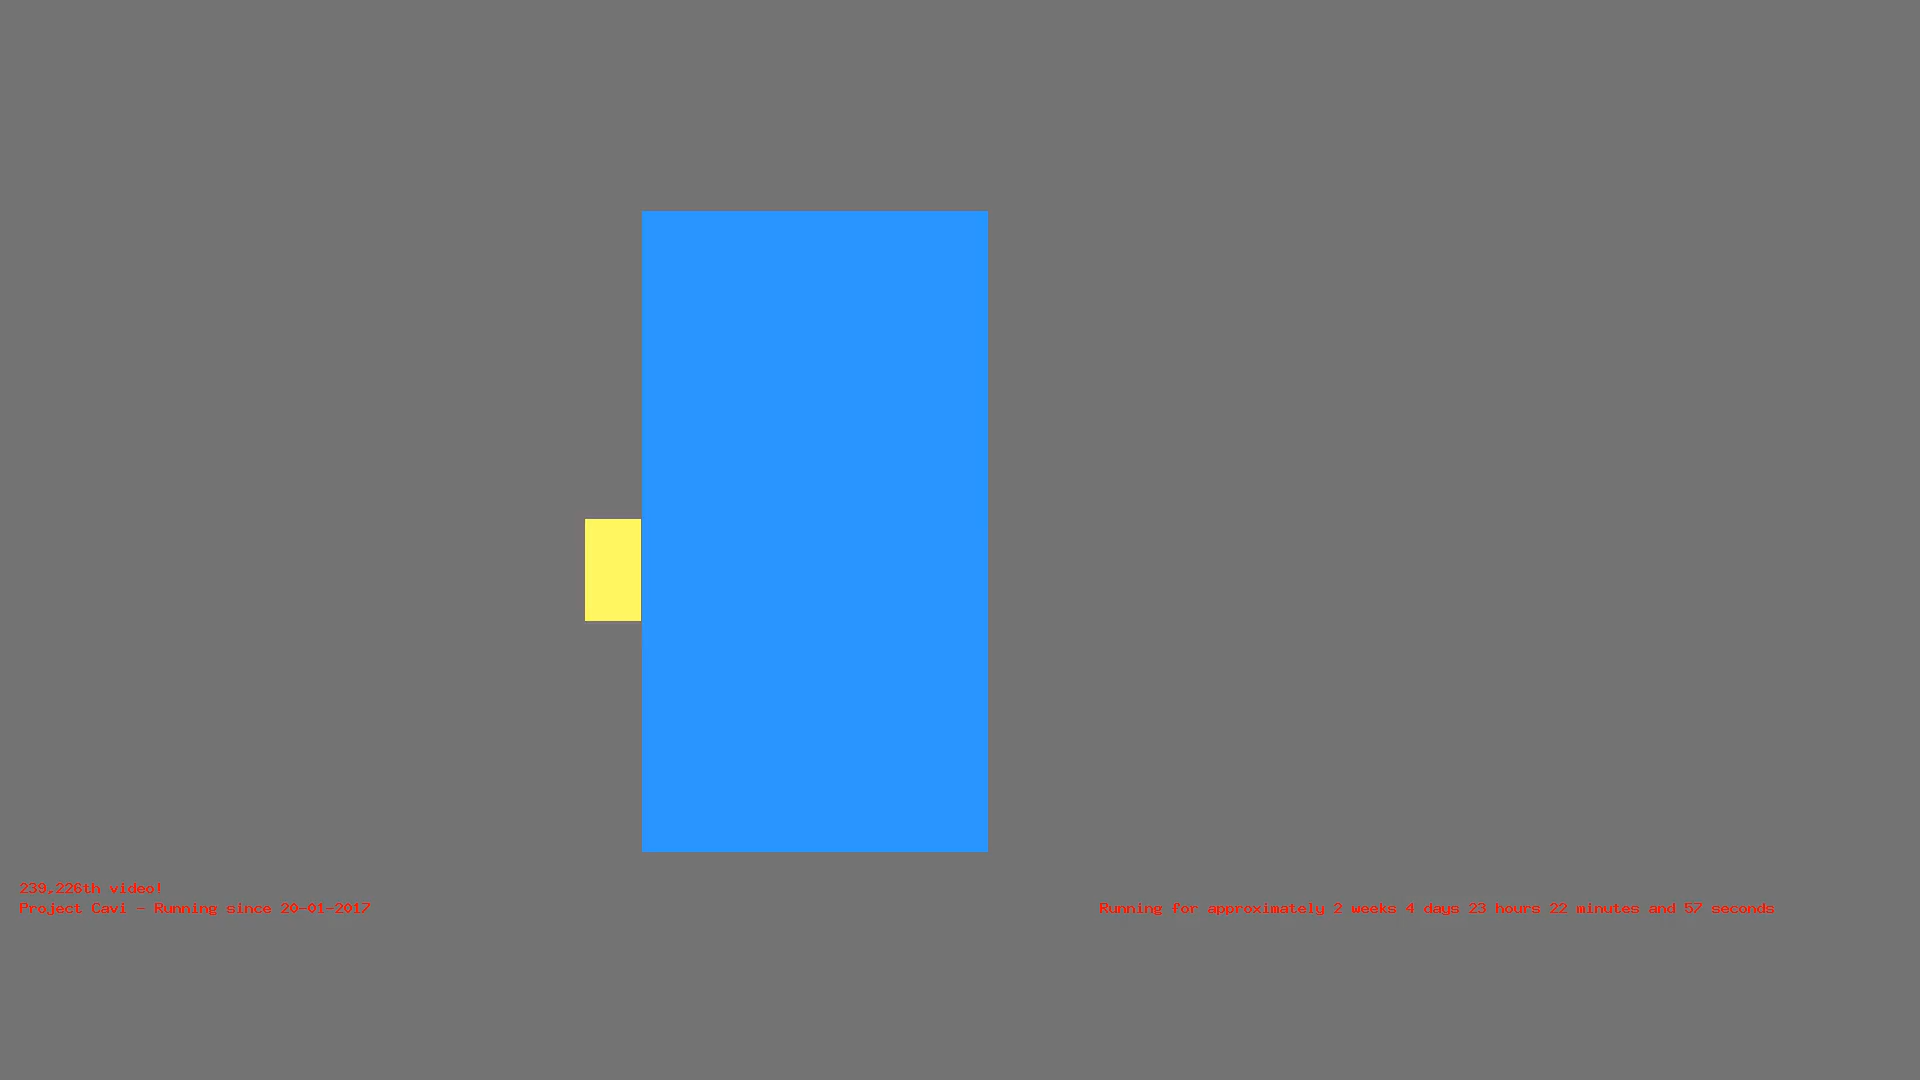 239,226th video!
Project Cavi - Running since 20-01-2017
Running for approximately 2 weeks 4 days 23 hours 22 minutes and 57 seconds